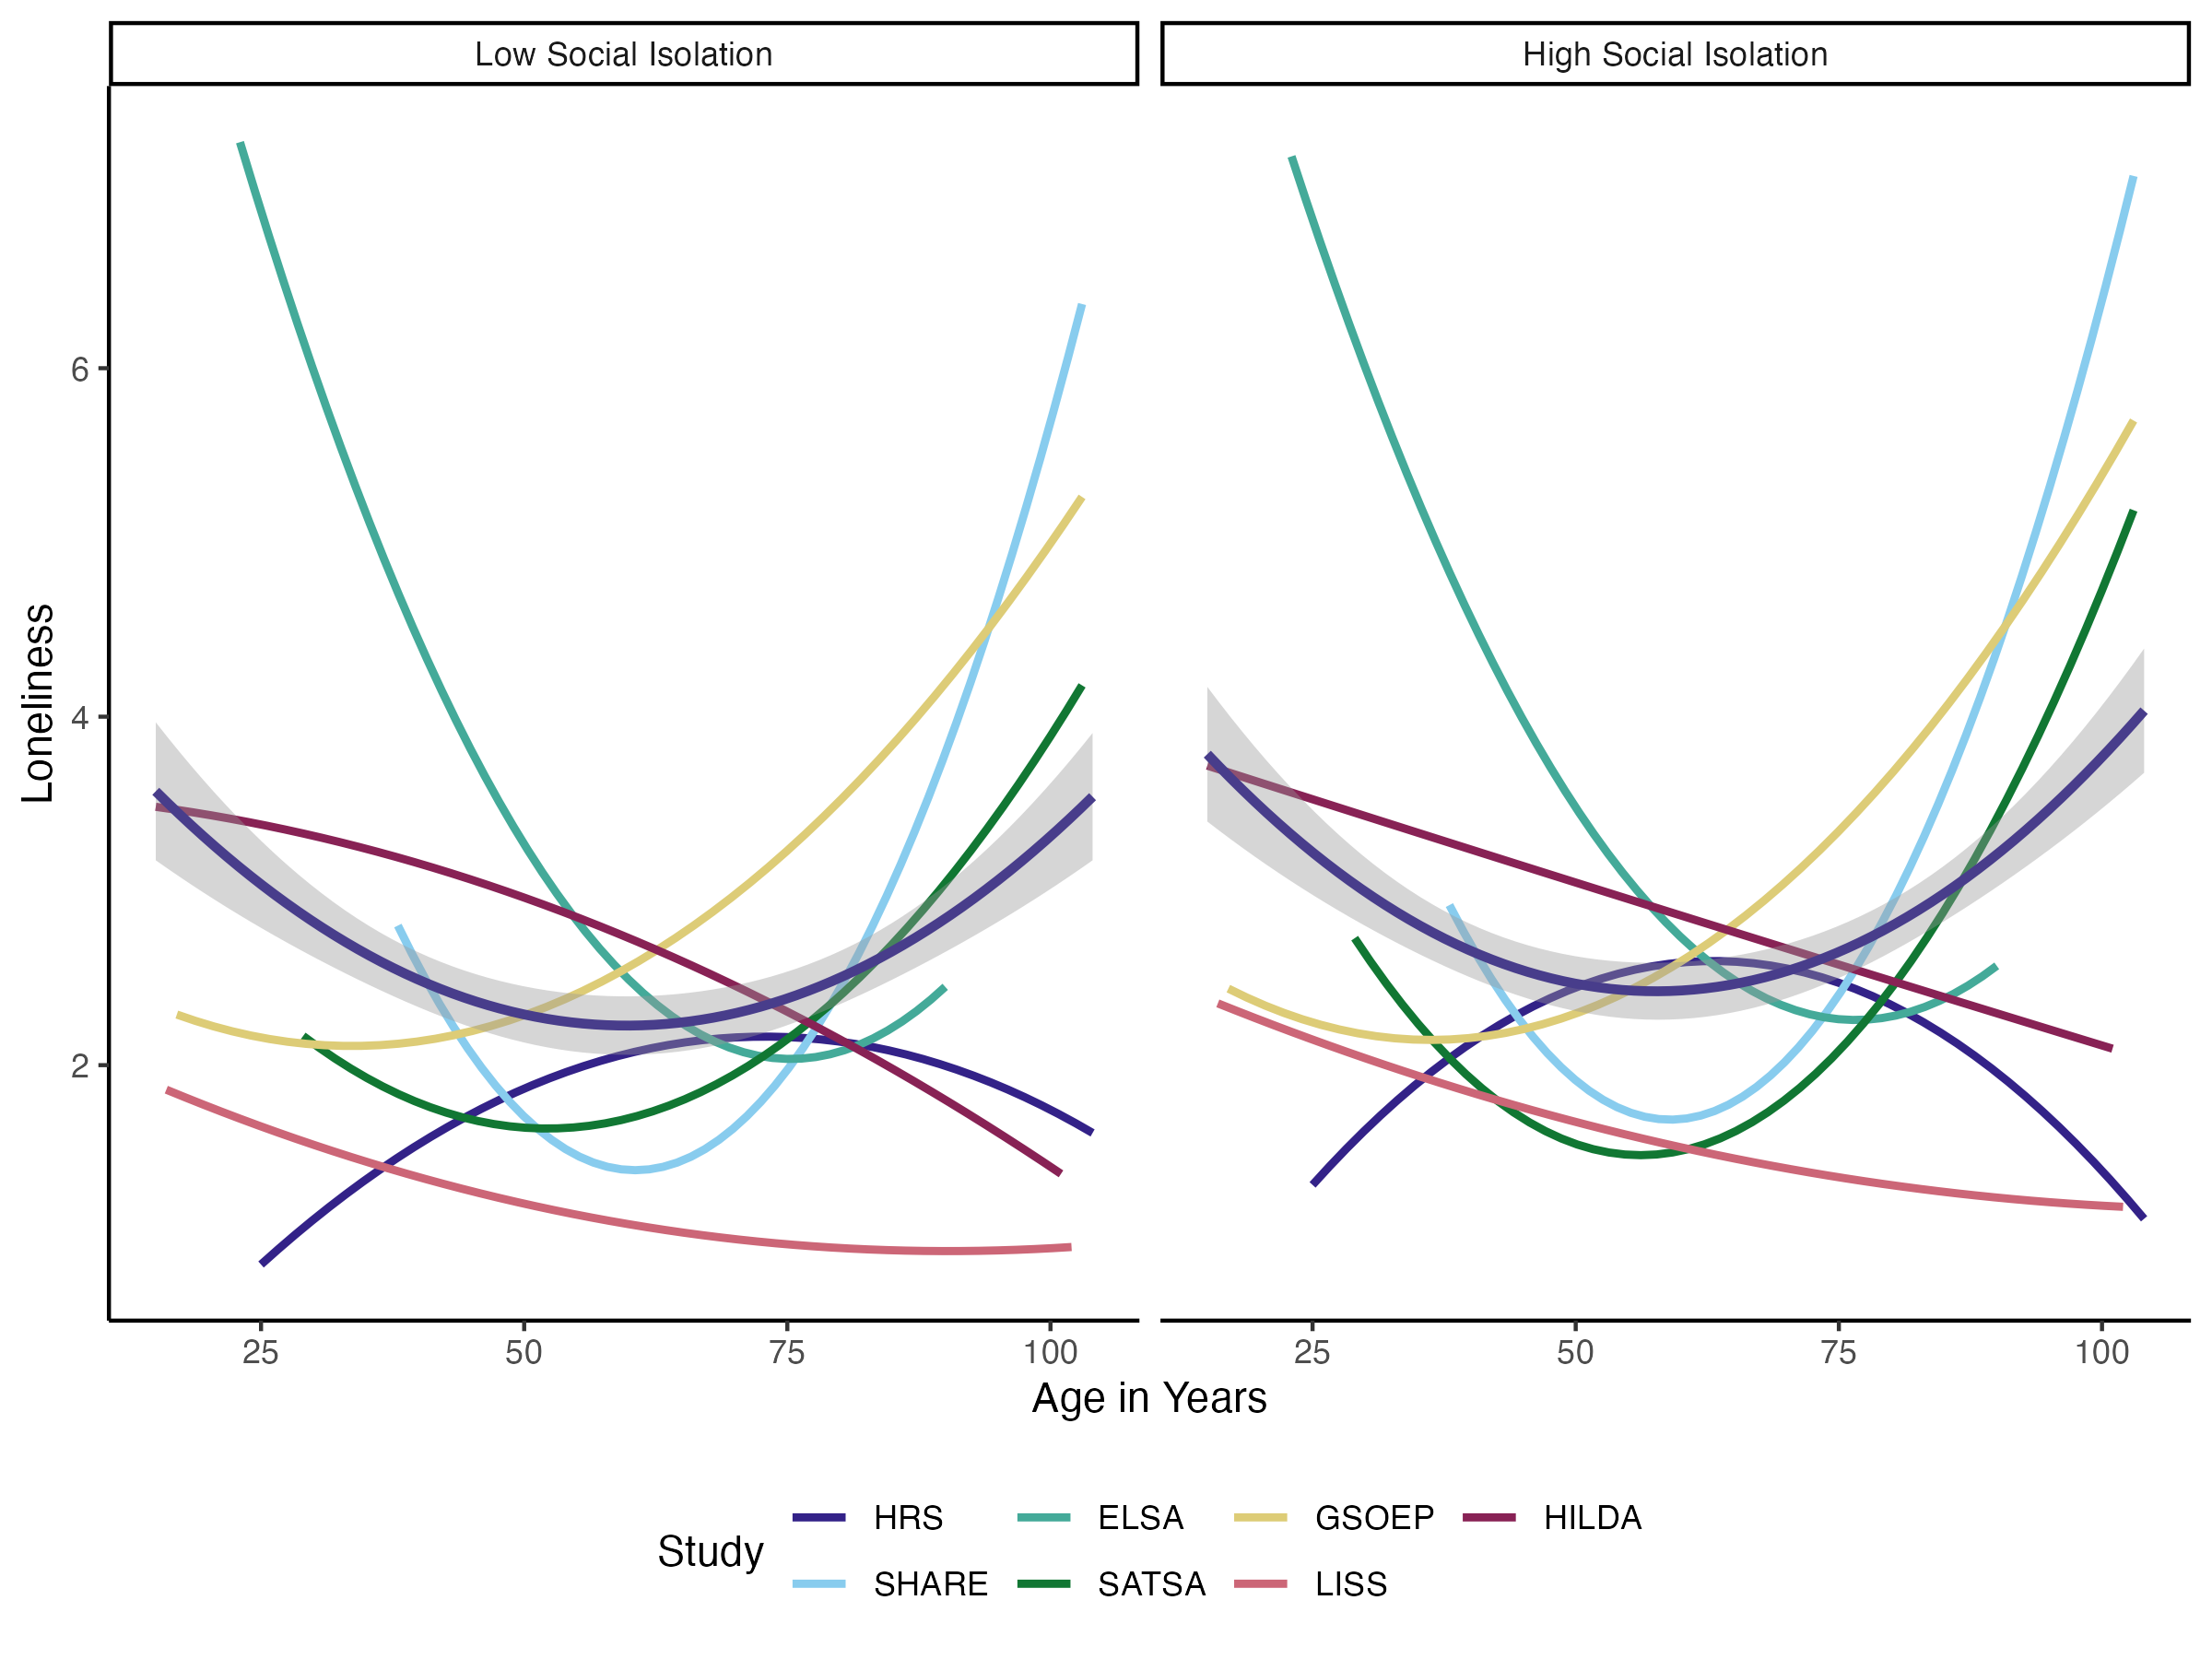 Low Social Isolation
High Social Isolation
Loneliness
6
4
2
25 50 75 100
25 50 75 100
Age in Years
Study
HRS ELSA GSOEP HILDA
SHARE SATSA LISS